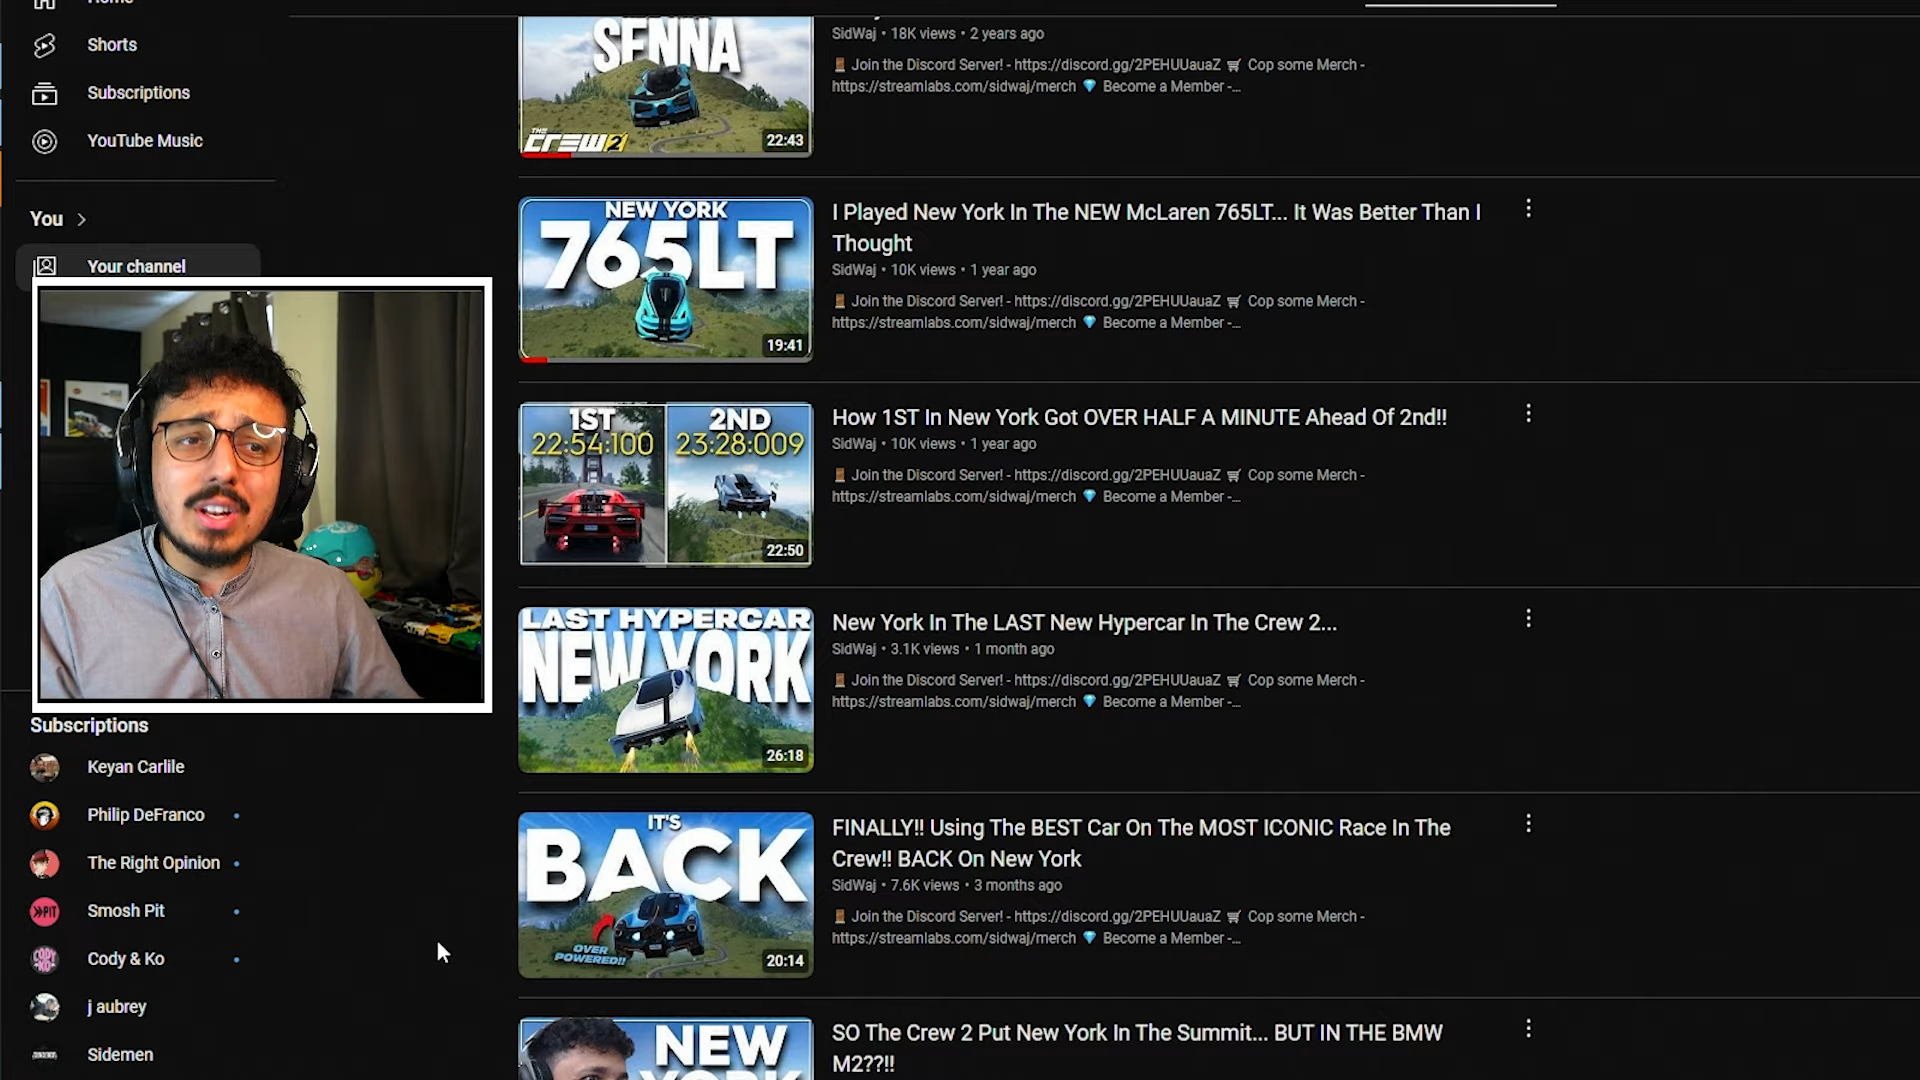 Home
Shorts
Subscriptions
YouTube Music
You
Your channel
Subscriptions
Keyan Carlile
Philip DeFranco
The Right Opinion
Smosh Pit
Cody & Ko
j aubrey
Sidemen
SENNA
THE CREW 2
22:43
SidWaj • 18K views • 2 years ago
Join the Discord Server! - https://discord.gg/2PEHUUauaZ 🛒 Cop some Merch -
https://streamlabs.com/sidwaj/merch 💎 Become a Member -...
NEW YORK
765LT
19:41
I Played New York In The NEW McLaren 765LT... It Was Better Than I
Thought
SidWaj • 10K views • 1 year ago
Join the Discord Server! - https://discord.gg/2PEHUUauaZ 🛒 Cop some Merch -
https://streamlabs.com/sidwaj/merch 💎 Become a Member -...
1ST 2ND
22:54:100 23:28:009
22:50
How 1ST In New York Got OVER HALF A MINUTE Ahead Of 2nd!!
SidWaj • 10K views • 1 year ago
Join the Discord Server! - https://discord.gg/2PEHUUauaZ 🛒 Cop some Merch -
https://streamlabs.com/sidwaj/merch 💎 Become a Member -...
LAST HYPERCAR
NEW YORK
26:18
New York In The LAST New Hypercar In The Crew 2...
SidWaj • 3.1K views • 1 month ago
Join the Discord Server! - https://discord.gg/2PEHUUauaZ 🛒 Cop some Merch -
https://streamlabs.com/sidwaj/merch 💎 Become a Member -...
IT'S
BACK
OVER
POWERED!!
20:14
FINALLY!! Using The BEST Car On The MOST ICONIC Race In The
Crew!! BACK On New York
SidWaj • 7.6K views • 3 months ago
Join the Discord Server! - https://discord.gg/2PEHUUauaZ 🛒 Cop some Merch -
https://streamlabs.com/sidwaj/merch 💎 Become a Member -...
NEW
YORK
SO The Crew 2 Put New York In The Summit... BUT IN THE BMW
M2??!!